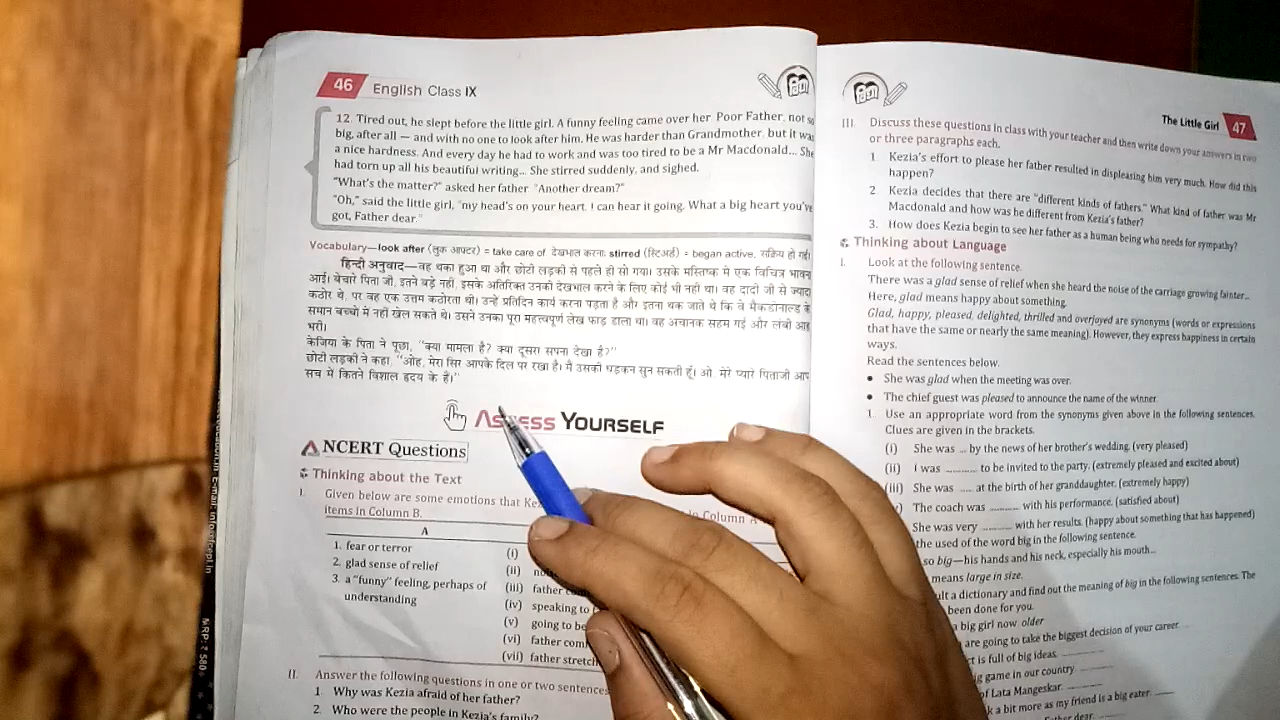 46 English Class IX
12. Tired out, he slept before the little girl. A funny feeling came over her Poor Father, not so
big, after all — and with no one to look after him. He was harder than Grandmother, but it was
a nice hardness. And every day he had to work and was too tired to be a Mr Macdonald... She
had torn up all his beautiful writing... She stirred suddenly, and sighed.
"What's the matter?" asked her father "Another dream?"
"Oh," said the little girl, "my head's on your heart. I can hear it going. What a big heart you've
got, Father dear."
Vocabulary—look after (लुक आफ्टर) = take care of देखभाल करना; stirred (स्टिअर्ड) = began active, सक्रिय हो गई।
हिन्दी अनुवाद—वह थका हुआ था और छोटी लड़की से पहले ही सो गया। उसके मस्तिष्क में एक विचित्र भावना
आई। बेचारे पिता जी, इतने बड़े नहीं, इसके अतिरिक्त उनकी देखभाल करने के लिए कोई भी नहीं था। वह दादी जी से ज्यादा
कठोर थे, पर वह एक उत्तम कठोरता थी। उन्हें प्रतिदिन कार्य करना पड़ता है और इतना थक जाते थे कि वे मैकडोनाल्ड के
समान बच्चों में नहीं खेल सकते थे। उसने उनका पूरा महत्वपूर्ण लेख फाड़ डाला था। वह अचानक सहम गई और लंबी आह
भरी।
केजिया के पिता ने पूछा, "क्या मामला है? क्या दूसरा सपना देखा है?"
छोटी लड़की ने कहा, "ओह, मेरा सिर आपके दिल पर रखा है। मैं उसकी धड़कन सुन सकती हूँ। ओ, मेरे प्यारे पिताजी आप
सच में कितने विशाल हृदय के हैं।"
ASSESS YOURSELF
NCERT Questions
Thinking about the Text
I. Given below are some emotions that Column A
items in Column B.
A
1. fear or terror (i)
2. glad sense of relief (ii)
3. a "funny" feeling, perhaps of (iii) father
understanding (iv) speaking to
(v) going to
(vi) father
(vii) father
II. Answer the following questions in one or two sentences
1. Why was Kezia afraid of her father?
2. Who were the people in Kezia's family?
The Little Girl 47
III. Discuss these questions in class with your teacher and then write down your answers in two
or three paragraphs each.
1 Kezia's effort to please her father resulted in displeasing him very much. How did this
happen?
2. Kezia decides that there are "different kinds of fathers." What kind of father was Mr
Macdonald and how was he different from Kezia's father?
3. How does Kezia begin to see her father as a human being who needs for sympathy?
Thinking about Language
I. Look at the following sentence.
There was a glad sense of relief when she heard the noise of the carriage growing fainter...
Here, glad means happy about something.
Glad, happy, pleased, delighted, thrilled and overjoyed are synonyms (words or expressions
that have the same or nearly the same meaning). However, they express happiness in certain
ways.
Read the sentences below.
• She was glad when the meeting was over.
• The chief guest was pleased to announce the name of the winner.
1. Use an appropriate word from the synonyms given above in the following sentences.
Clues are given in the brackets.
(i) She was ... by the news of her brother's wedding. (very pleased)
(ii) I was ......... to be invited to the party. (extremely pleased and excited about)
(iii) She was .... at the birth of her granddaughter. (extremely happy)
The coach was ......... with his performance. (satisfied about)
She was very ......... with her results. (happy about something that has happened)
the used of the word big in the following sentence.
so big—his hands and his neck, especially his mouth...
means large in size.
a dictionary and find out the meaning of big in the following sentences. The
been done for you.
a big girl now older
are going to take the biggest decision of your career.
is full of big ideas.
game in our country
of Lata Mangeskar.
a bit more as my friend is a big eater.
Father dear.
MRP: ₹ 580